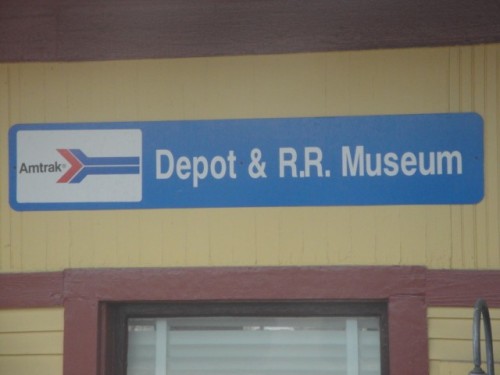 Amtrak® Depot & R.R. Museum